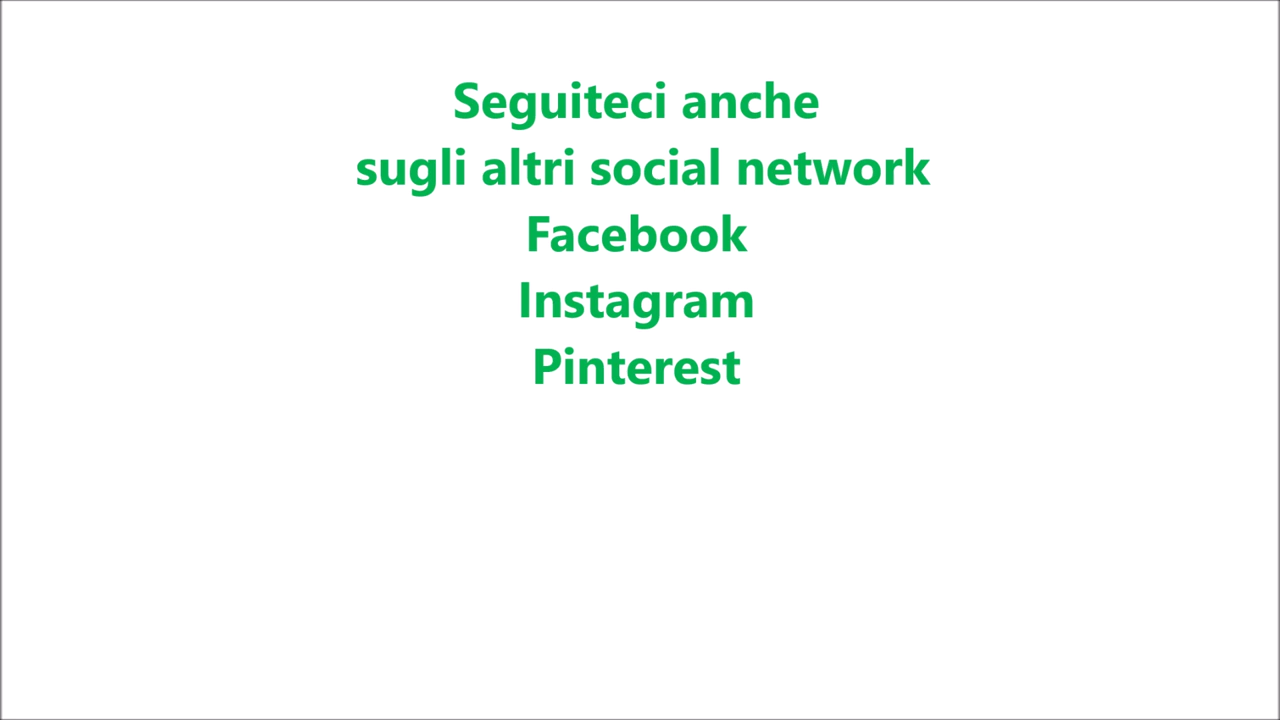 Seguiteci anche
sugli altri social network
Facebook
Instagram
Pinterest